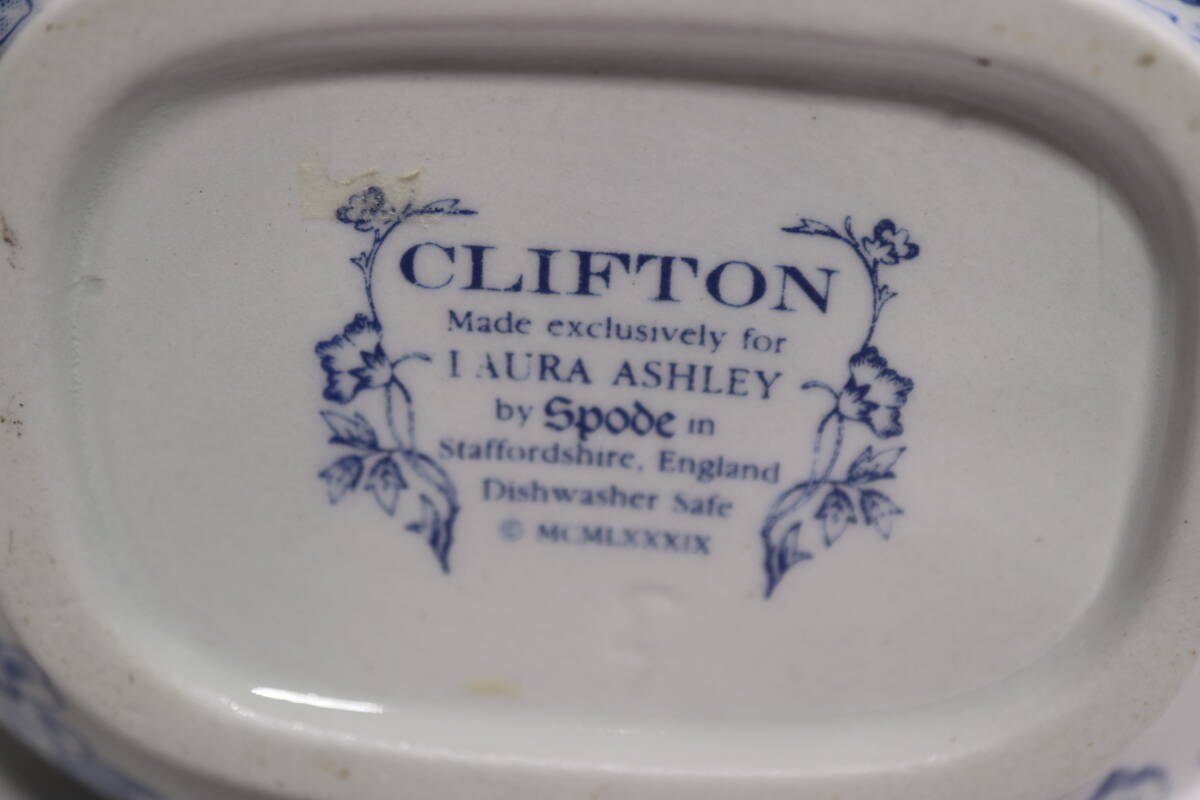 CLIFTON
Made exclusively for
LAURA ASHLEY
by Spode in
Staffordshire, England
Dishwasher Safe
© MCMLXXXIX